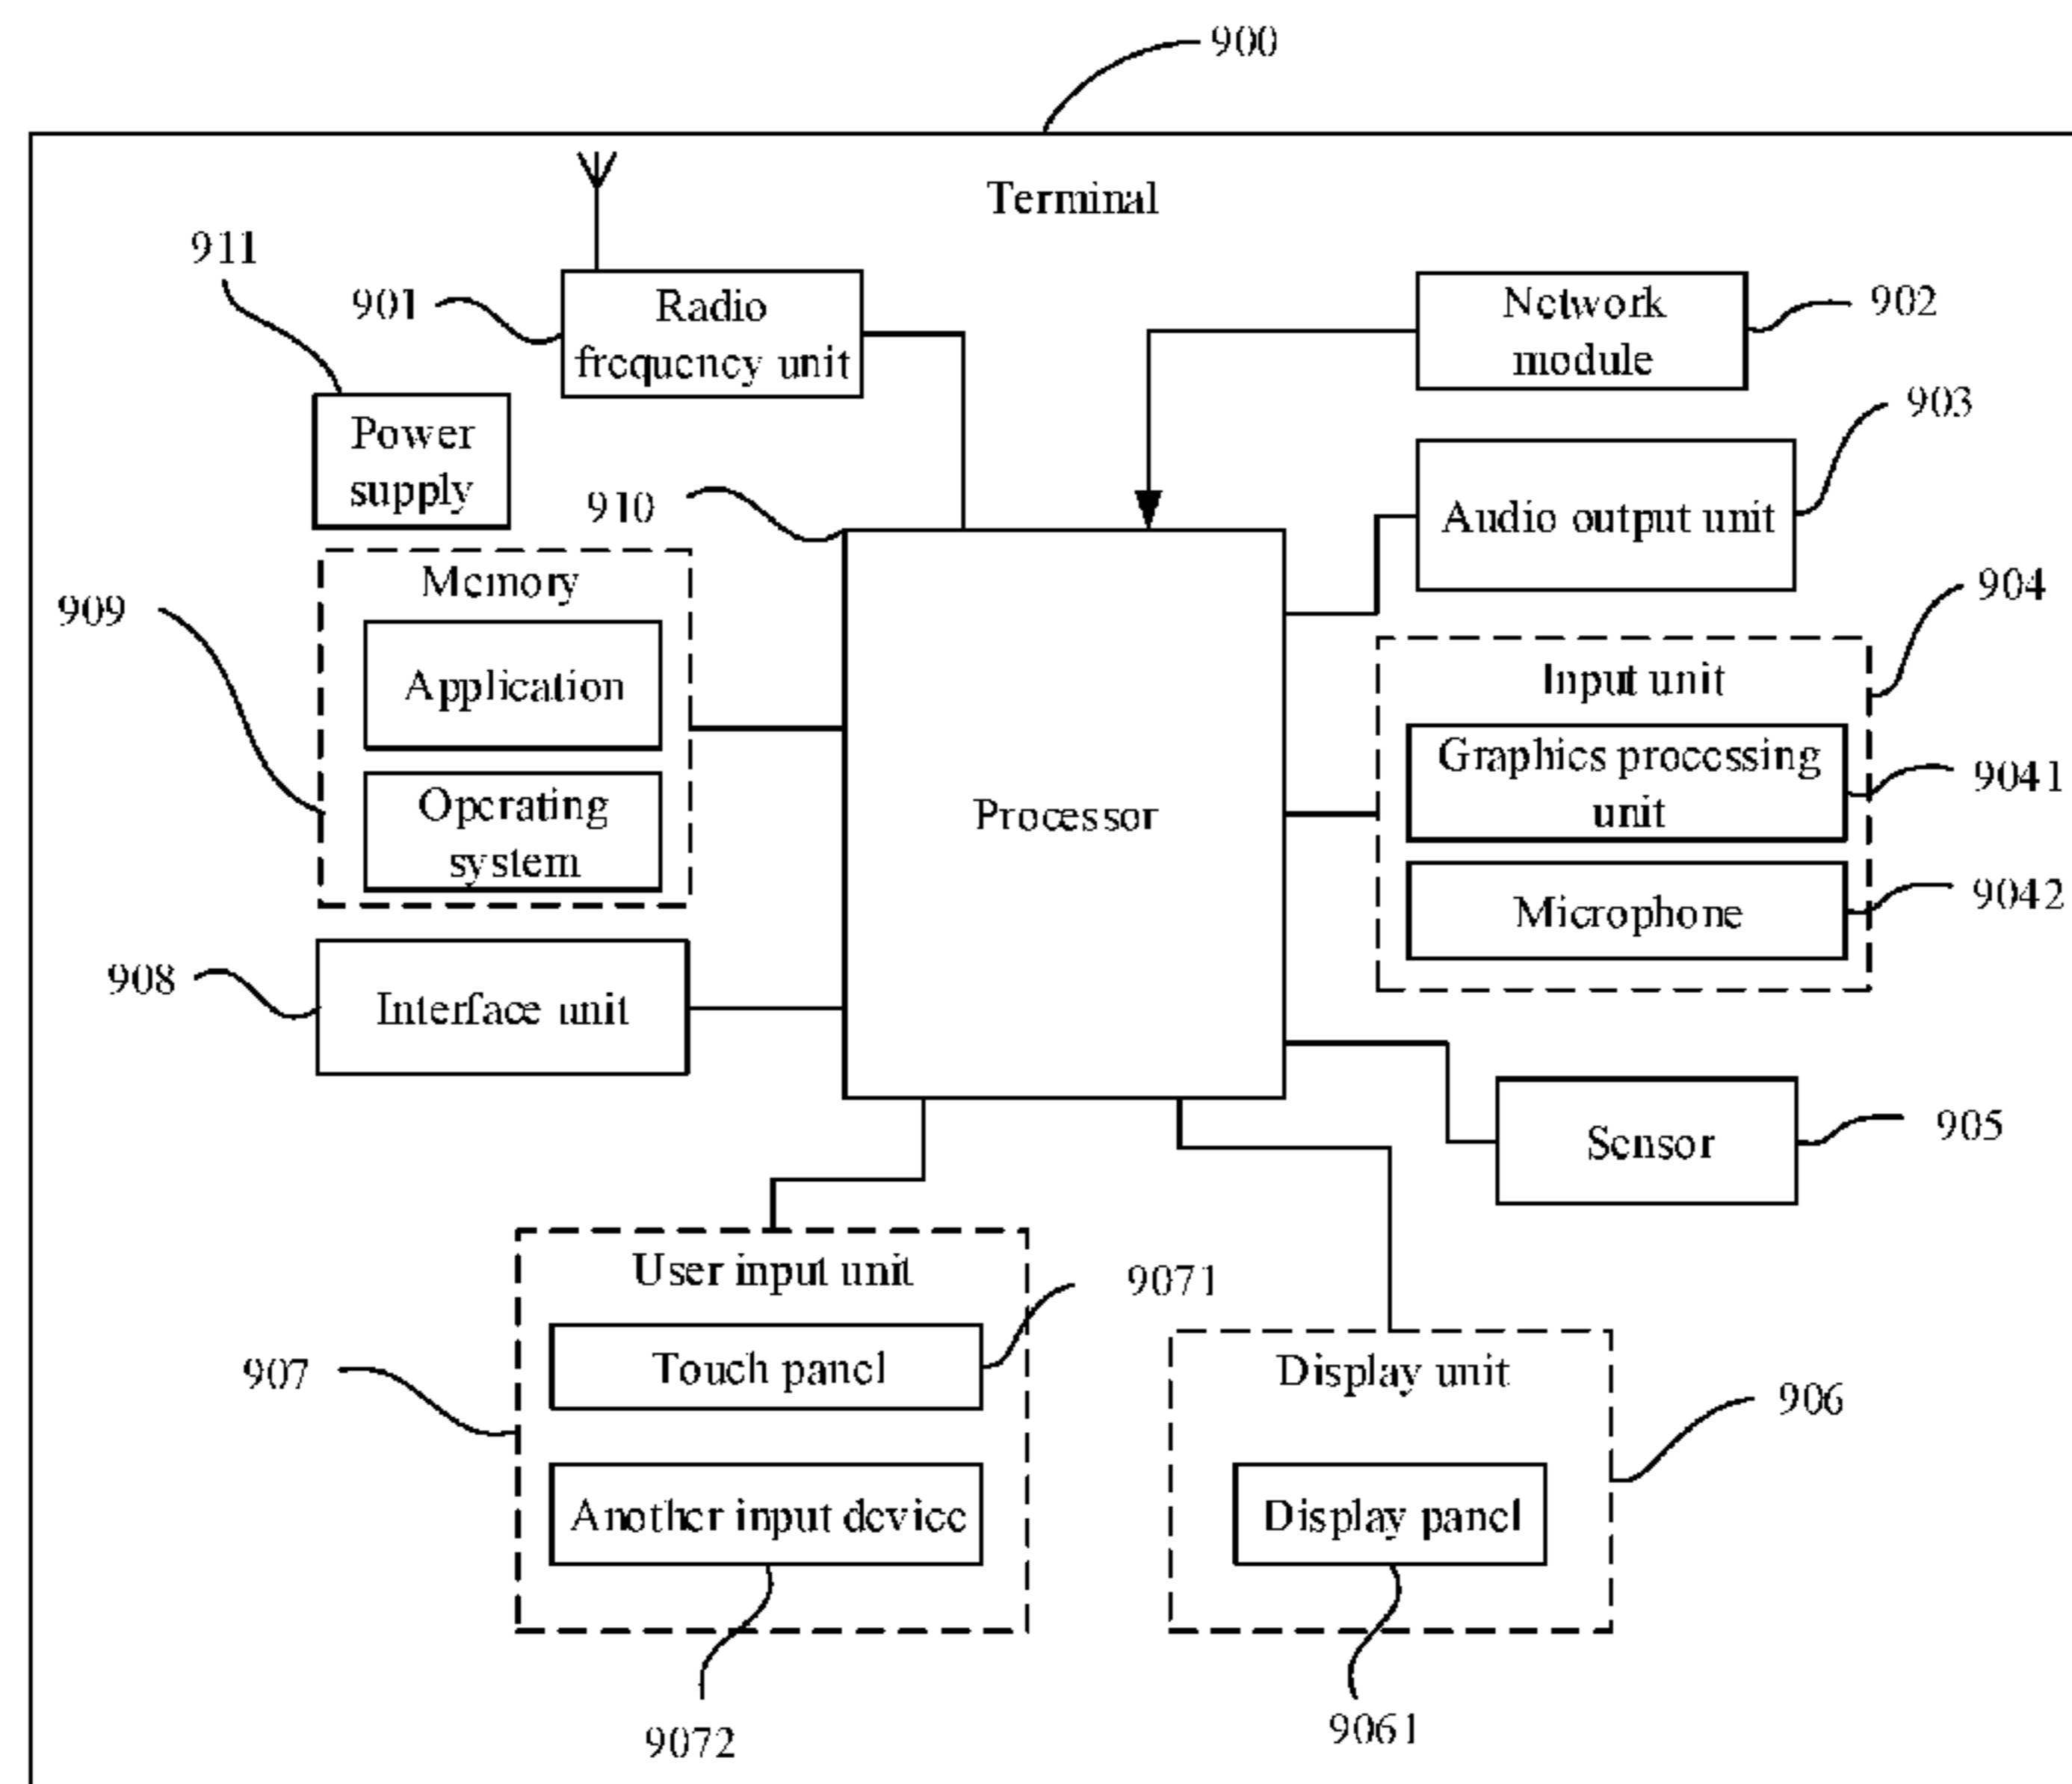 900
Terminal
911
901
Radio
frequency unit
Network
module
902
903
Power
supply
910
Audio output unit
909
Memory
Application
Operating
system
Processor
904
Input unit
Graphics processing
unit
9041
Microphone
9042
908
Interface unit
Sensor
905
User input unit
9071
Touch panel
907
Another input device
9072
Display unit
906
Display panel
9061